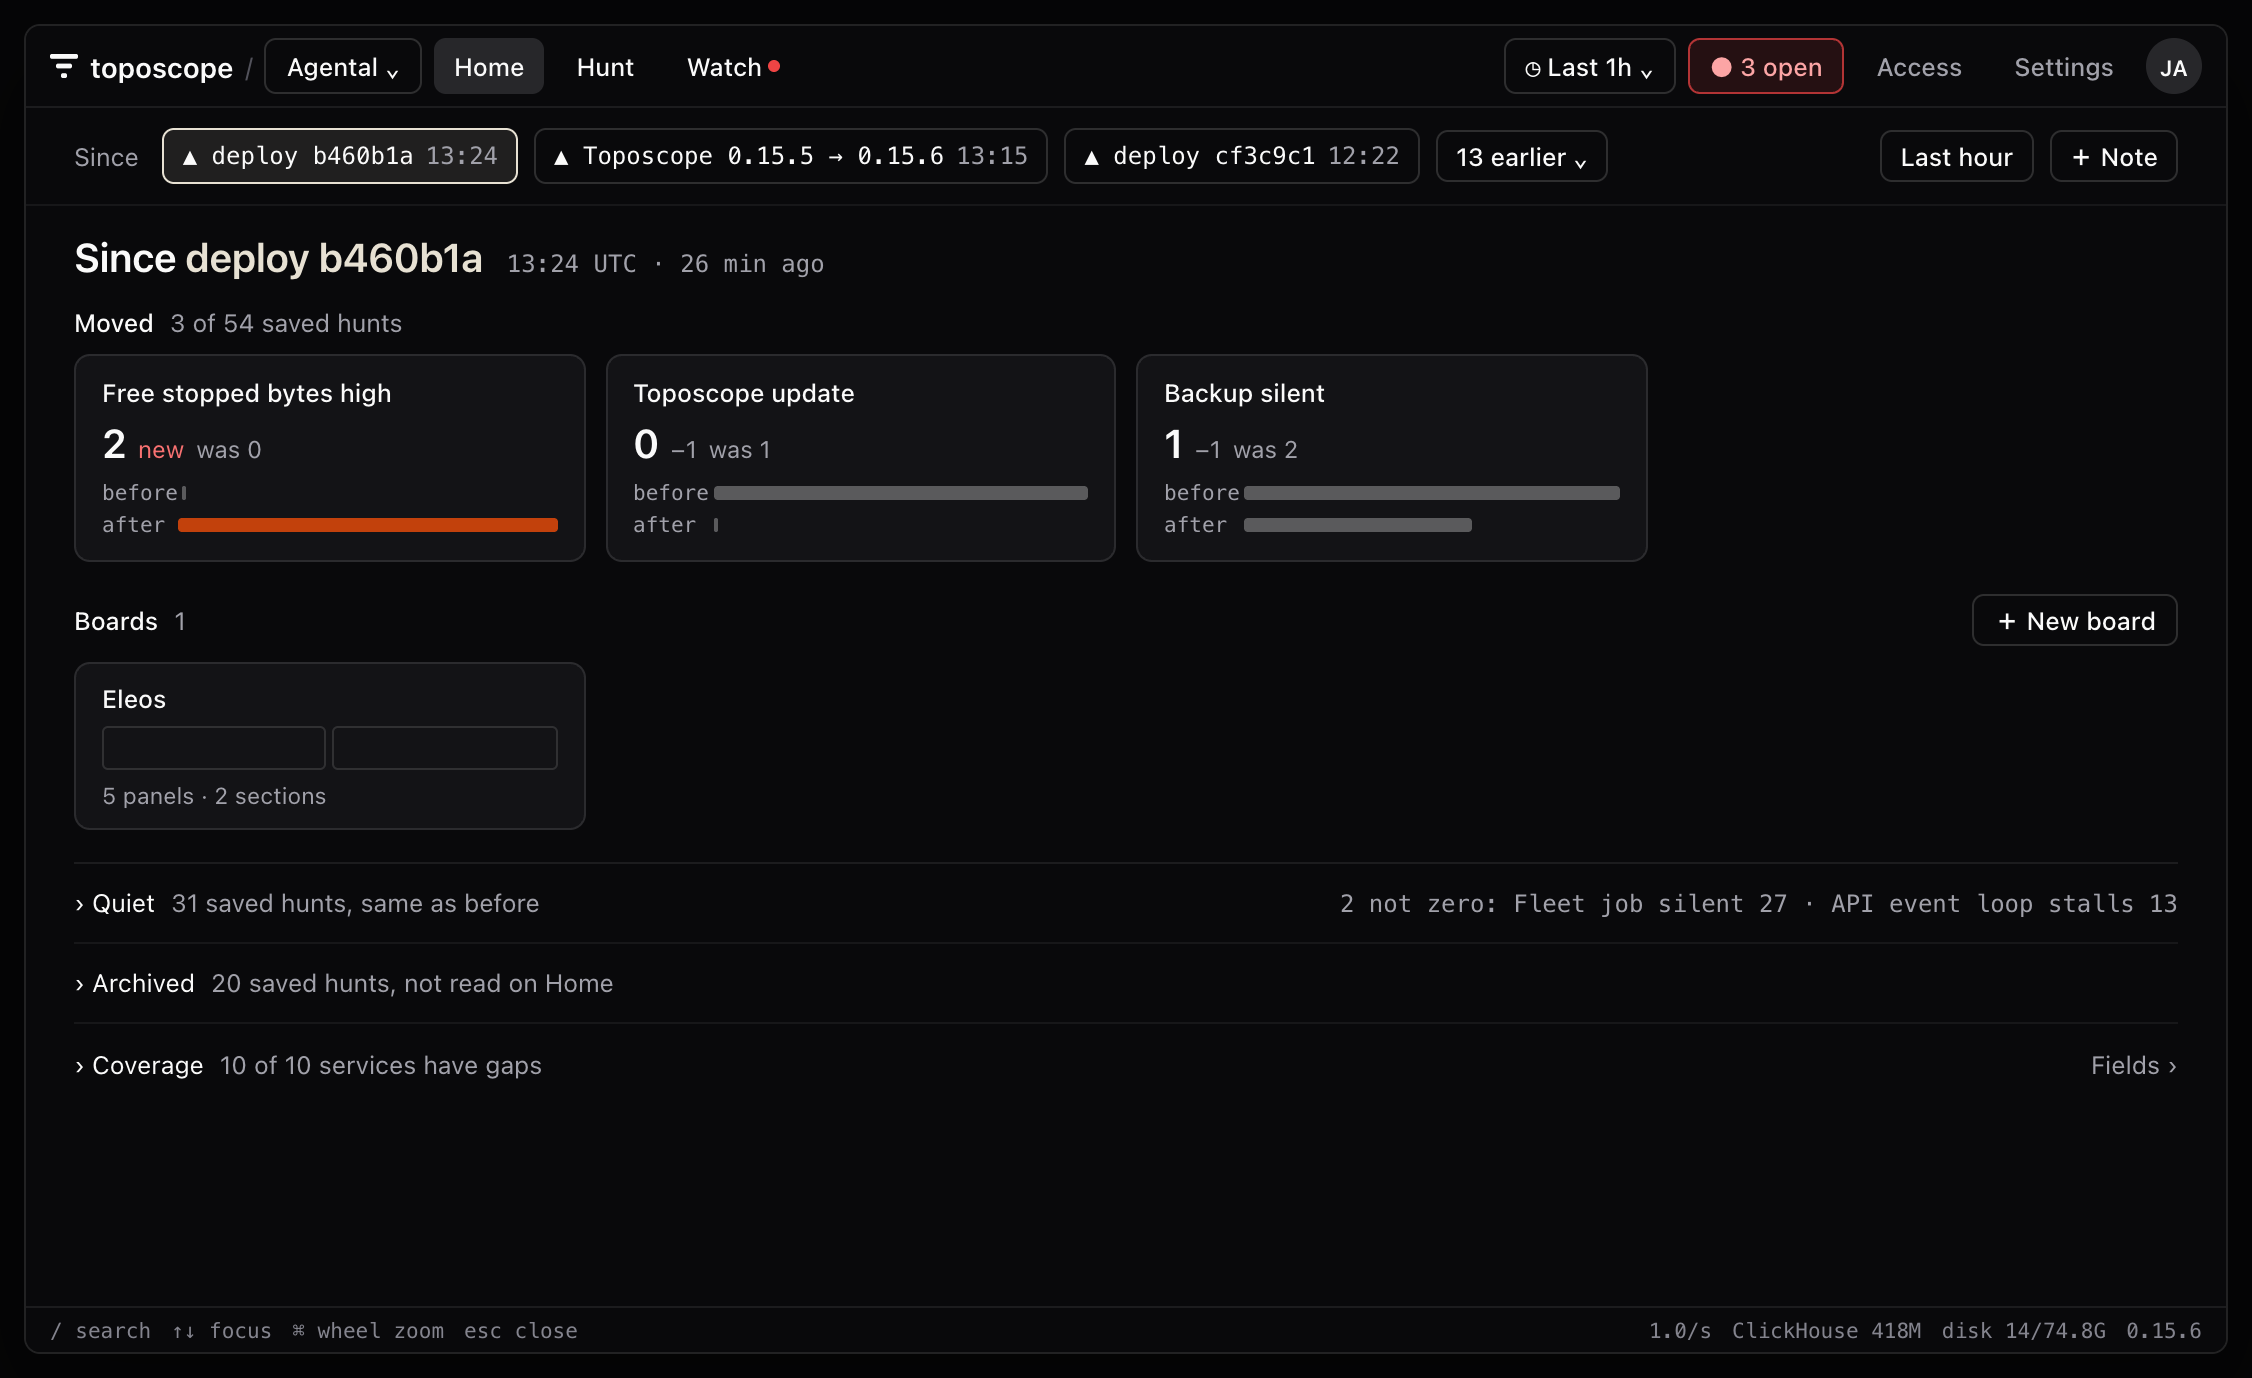 toposcope / Agental Home Hunt Watch Last 1h 3 open Access Settings JA
Since ▲ deploy b460b1a 13:24 ▲ Toposcope 0.15.5 → 0.15.6 13:15 ▲ deploy cf3c9c1 12:22 13 earlier Last hour + Note
Since deploy b460b1a 13:24 UTC · 26 min ago
Moved 3 of 54 saved hunts
Free stopped bytes high
2 new was 0
before
after
Toposcope update
0 –1 was 1
before
after
Backup silent
1 –1 was 2
before
after
Boards 1 + New board
Eleos
5 panels · 2 sections
› Quiet 31 saved hunts, same as before 2 not zero: Fleet job silent 27 · API event loop stalls 13
› Archived 20 saved hunts, not read on Home
› Coverage 10 of 10 services have gaps Fields ›
/ search ↑↓ focus ⌘ wheel zoom esc close 1.0/s ClickHouse 418M disk 14/74.8G 0.15.6